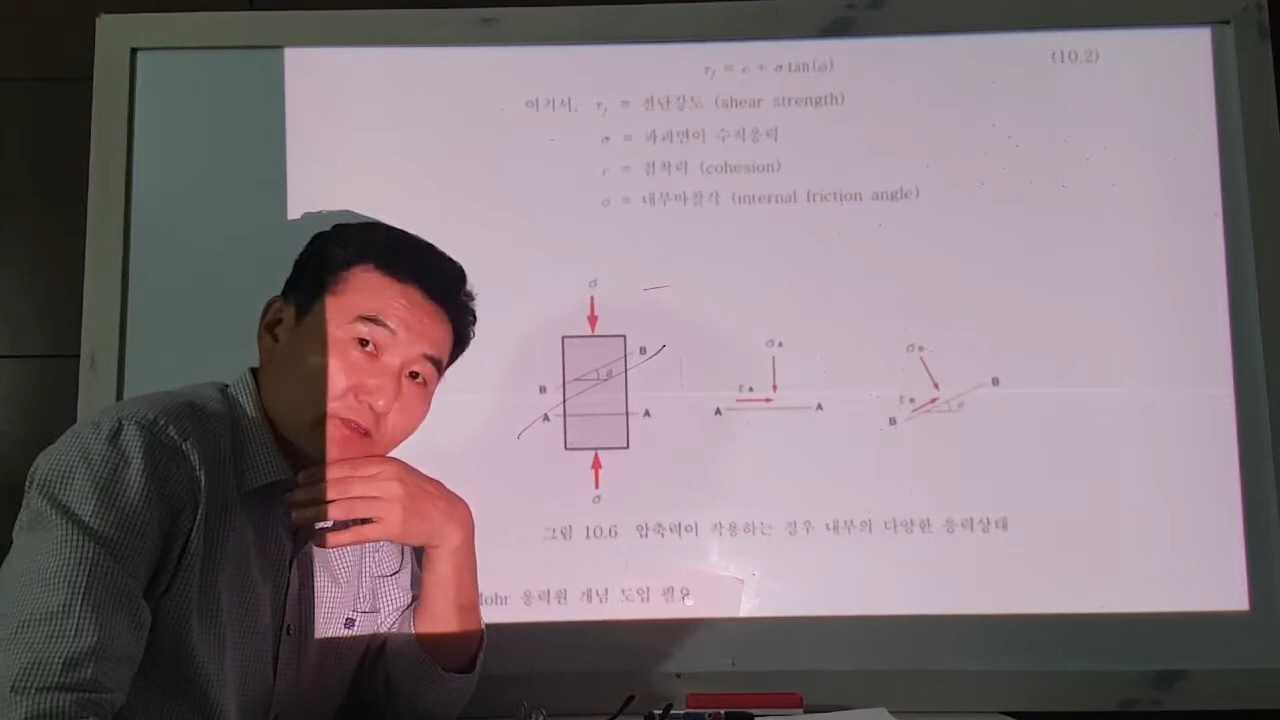 τf = c + σ tan(φ) (10.2)
여기서, τf = 전단강도 (shear strength)
σ = 파괴면이 수직응력
c = 점착력 (cohesion)
φ = 내부마찰각 (internal friction angle)
σ
B
θ
B
A A
σ
σA
τA
A A
σB
τB
B
θ
B
그림 10.6 압축력이 작용하는 경우 내부의 다양한 응력상태
Mohr 응력원 개념 도입 필요